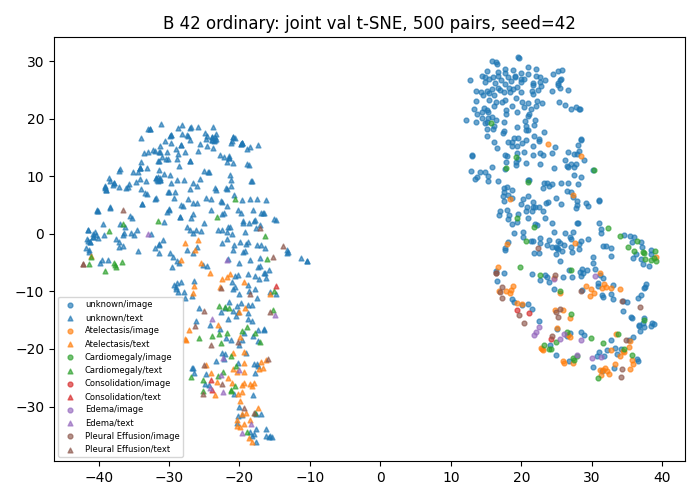 B 42 ordinary: joint val t-SNE, 500 pairs, seed=42
30
20
10
0
−10
−20
−30
unknown/image
unknown/text
Atelectasis/image
Atelectasis/text
Cardiomegaly/image
Cardiomegaly/text
Consolidation/image
Consolidation/text
Edema/image
Edema/text
Pleural Effusion/image
Pleural Effusion/text
−40 −30 −20 −10 0 10 20 30 40